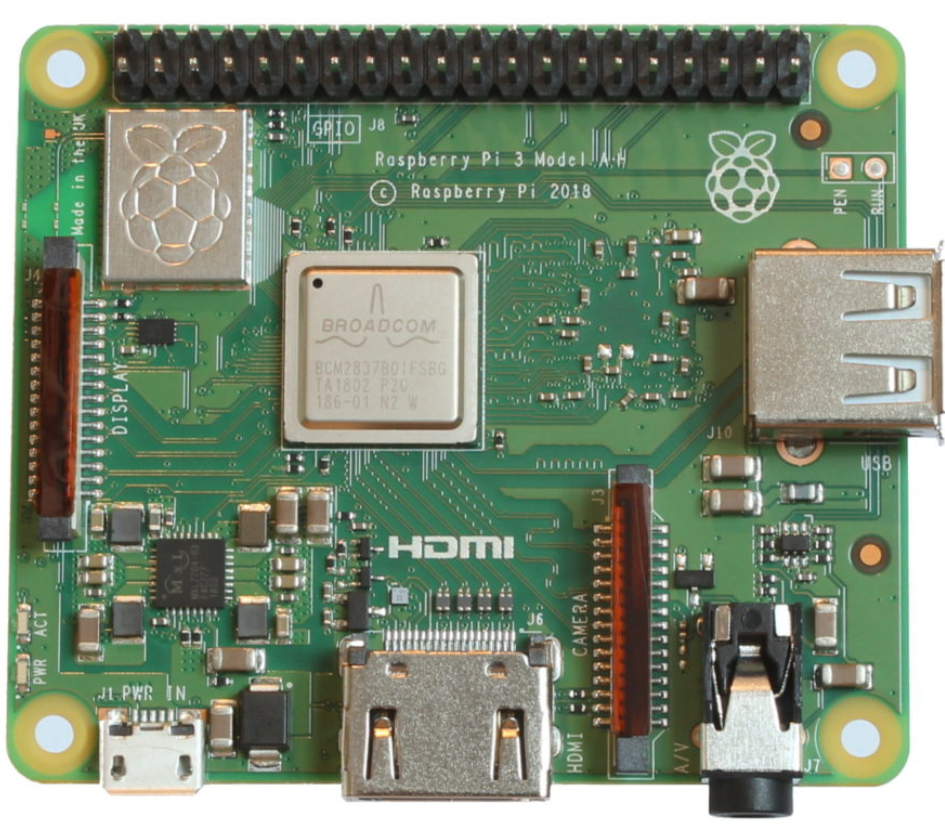 GPIO
J8
Made in the UK
Raspberry Pi 3 Model A+
© Raspberry Pi 2018
PEN
RUN
J4
BROADCOM
BCM2837B0IFSBG
TA1802 P20
186-01 N2 W
DISPLAY
J10
USB
J3
HDMI
ACT
CAMERA
J6
PWR
J1 PWR IN
HDMI
A/V
J7